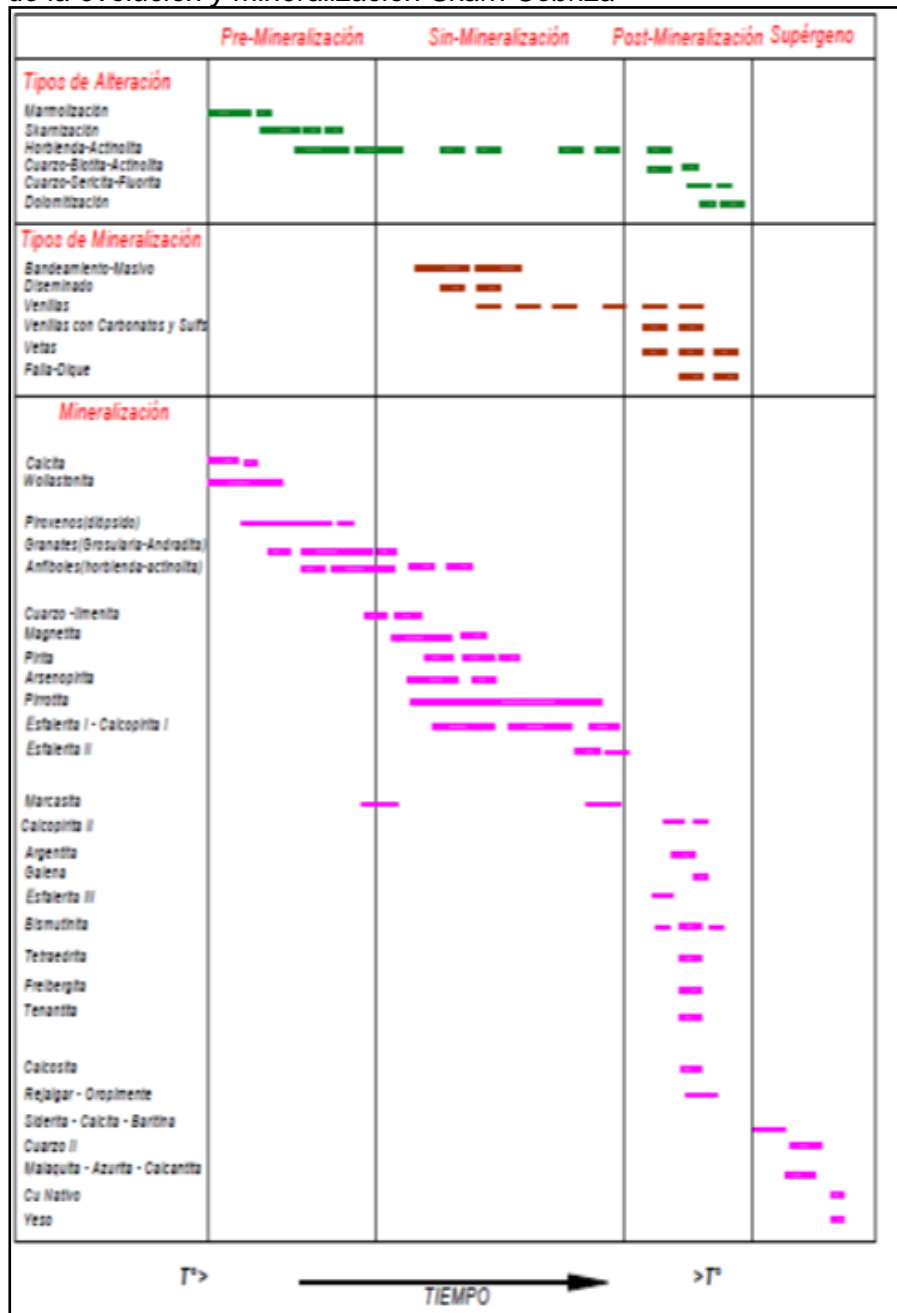 de la evolución y mineralización Skarn Cobriza
Pre-Mineralización Sin-Mineralización Post-Mineralización Supérgeno
Tipos de Alteración
Marmolización
Skarnización
Horblenda-Actinolita
Cuarzo-Biotita-Actinolita
Cuarzo-Sericita-Fluorita
Dolomitización
Tipos de Mineralización
Bandeamiento-Masivo
Diseminado
Venillas
Venillas con Carbonatos y Sulfs
Vetas
Falla-Dique
Mineralización
Calcita
Wollastonita
Piroxenos(diópsido)
Granates(Grosularia-Andradita)
Anfiboles(horblenda-actinolita)
Cuarzo -Ilmenita
Magnetita
Pirita
Arsenopirita
Pirrotita
Esfalerita I - Calcopirita I
Esfalerita II
Marcasita
Calcopirita II
Argentita
Galena
Esfalerita III
Bismutinita
Tetraedrita
Freibergita
Tenantita
Calcosita
Rejalgar - Oropimente
Siderita - Calcita - Baritina
Cuarzo II
Malaquita - Azurita - Calcantita
Cu Nativo
Yeso
T°> >T°
TIEMPO